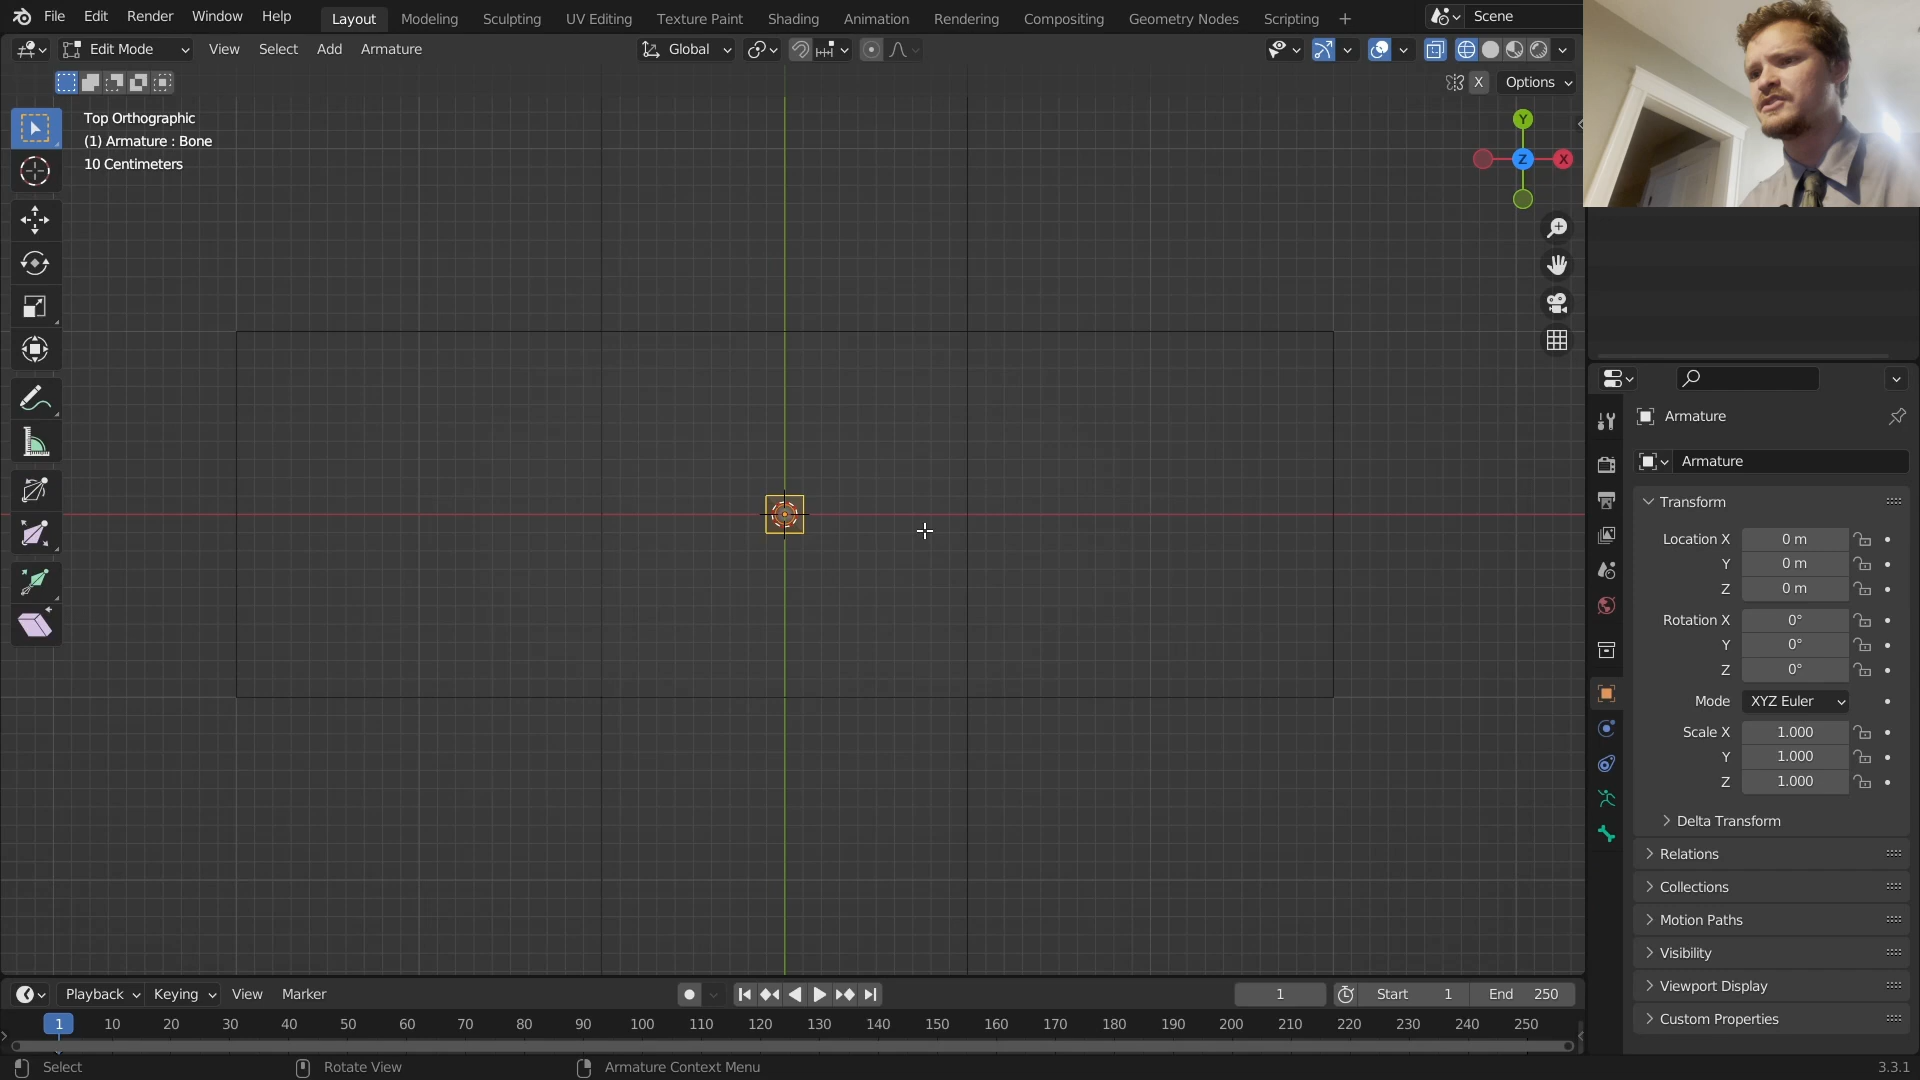 File Edit Render Window Help Layout Modeling Sculpting UV Editing Texture Paint Shading Animation Rendering Compositing Geometry Nodes Scripting + Scene
Edit Mode View Select Add Armature Global
X Options
Top Orthographic
(1) Armature : Bone
10 Centimeters
Y
Z X
Armature
Armature
Transform
Location X 0 m
Y 0 m
Z 0 m
Rotation X 0°
Y 0°
Z 0°
Mode XYZ Euler
Scale X 1.000
Y 1.000
Z 1.000
Delta Transform
Relations
Collections
Motion Paths
Visibility
Viewport Display
Custom Properties
Playback Keying View Marker 1 Start 1 End 250
1 10 20 30 40 50 60 70 80 90 100 110 120 130 140 150 160 170 180 190 200 210 220 230 240 250
Select Rotate View Armature Context Menu 3.3.1